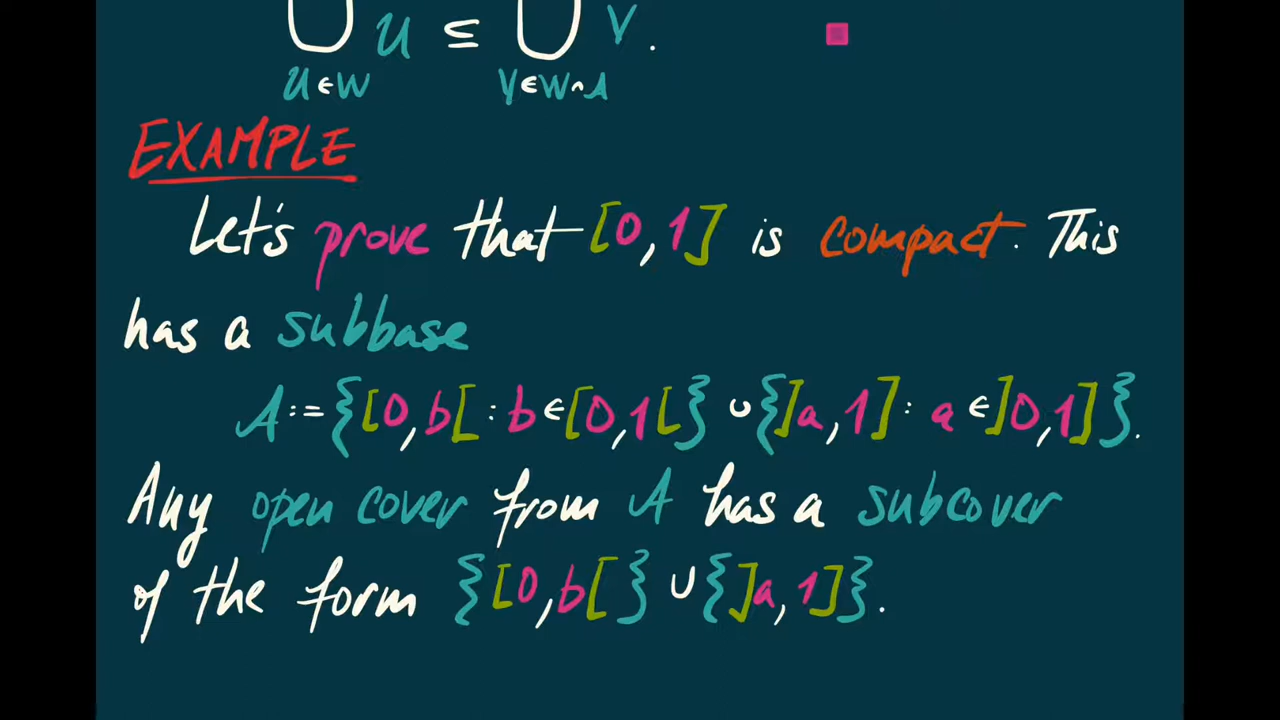 ⋃ U ⊆ ⋃ V.
U∈W V∈W∩A
EXAMPLE
Let's prove that [0,1] is compact. This
has a subbase
A := {[0,b[ : b∈[0,1[} ∪ {]a,1] : a∈]0,1]}.
Any open cover from A has a subcover
of the form {[0,b[} ∪ {]a,1]}.